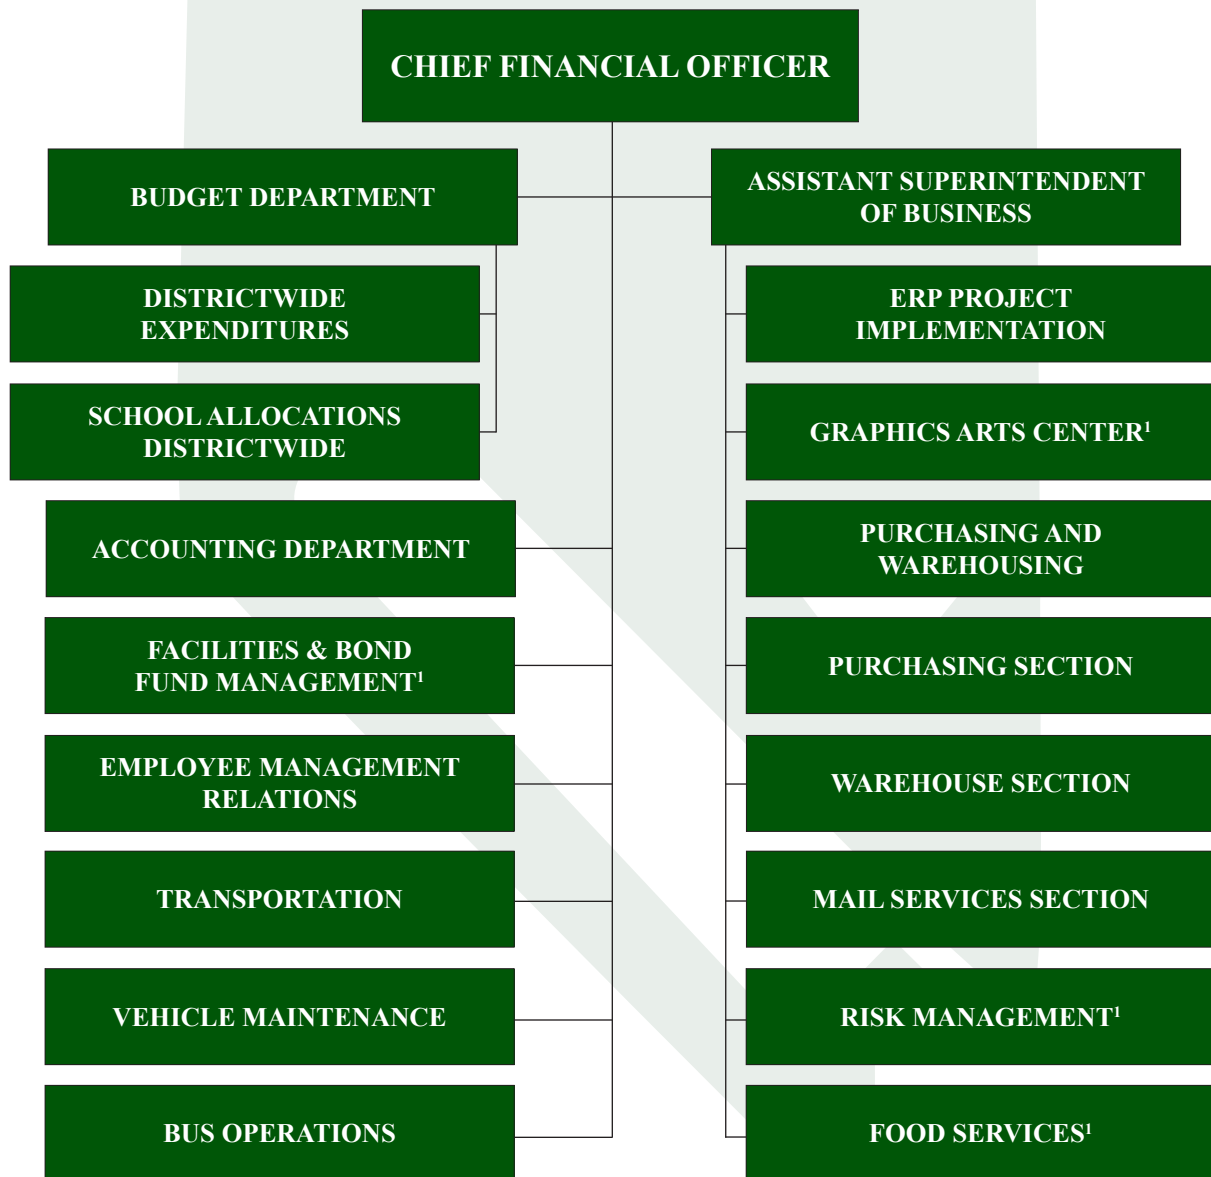 CHIEF FINANCIAL OFFICER
BUDGET DEPARTMENT
DISTRICTWIDE
EXPENDITURES
SCHOOL ALLOCATIONS
DISTRICTWIDE
ACCOUNTING DEPARTMENT
FACILITIES & BOND
FUND MANAGEMENT¹
EMPLOYEE MANAGEMENT
RELATIONS
TRANSPORTATION
VEHICLE MAINTENANCE
BUS OPERATIONS
ASSISTANT SUPERINTENDENT
OF BUSINESS
ERP PROJECT
IMPLEMENTATION
GRAPHICS ARTS CENTER¹
PURCHASING AND
WAREHOUSING
PURCHASING SECTION
WAREHOUSE SECTION
MAIL SERVICES SECTION
RISK MANAGEMENT¹
FOOD SERVICES¹